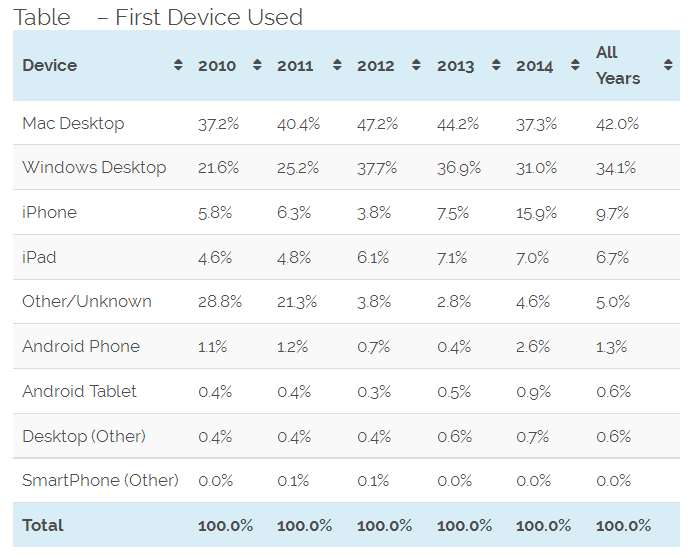 Table – First Device Used
Device 2010 2011 2012 2013 2014 All Years
Mac Desktop 37.2% 40.4% 47.2% 44.2% 37.3% 42.0%
Windows Desktop 21.6% 25.2% 37.7% 36.9% 31.0% 34.1%
iPhone 5.8% 6.3% 3.8% 7.5% 15.9% 9.7%
iPad 4.6% 4.8% 6.1% 7.1% 7.0% 6.7%
Other/Unknown 28.8% 21.3% 3.8% 2.8% 4.6% 5.0%
Android Phone 1.1% 1.2% 0.7% 0.4% 2.6% 1.3%
Android Tablet 0.4% 0.4% 0.3% 0.5% 0.9% 0.6%
Desktop (Other) 0.4% 0.4% 0.4% 0.6% 0.7% 0.6%
SmartPhone (Other) 0.0% 0.1% 0.1% 0.0% 0.0% 0.0%
Total 100.0% 100.0% 100.0% 100.0% 100.0% 100.0%